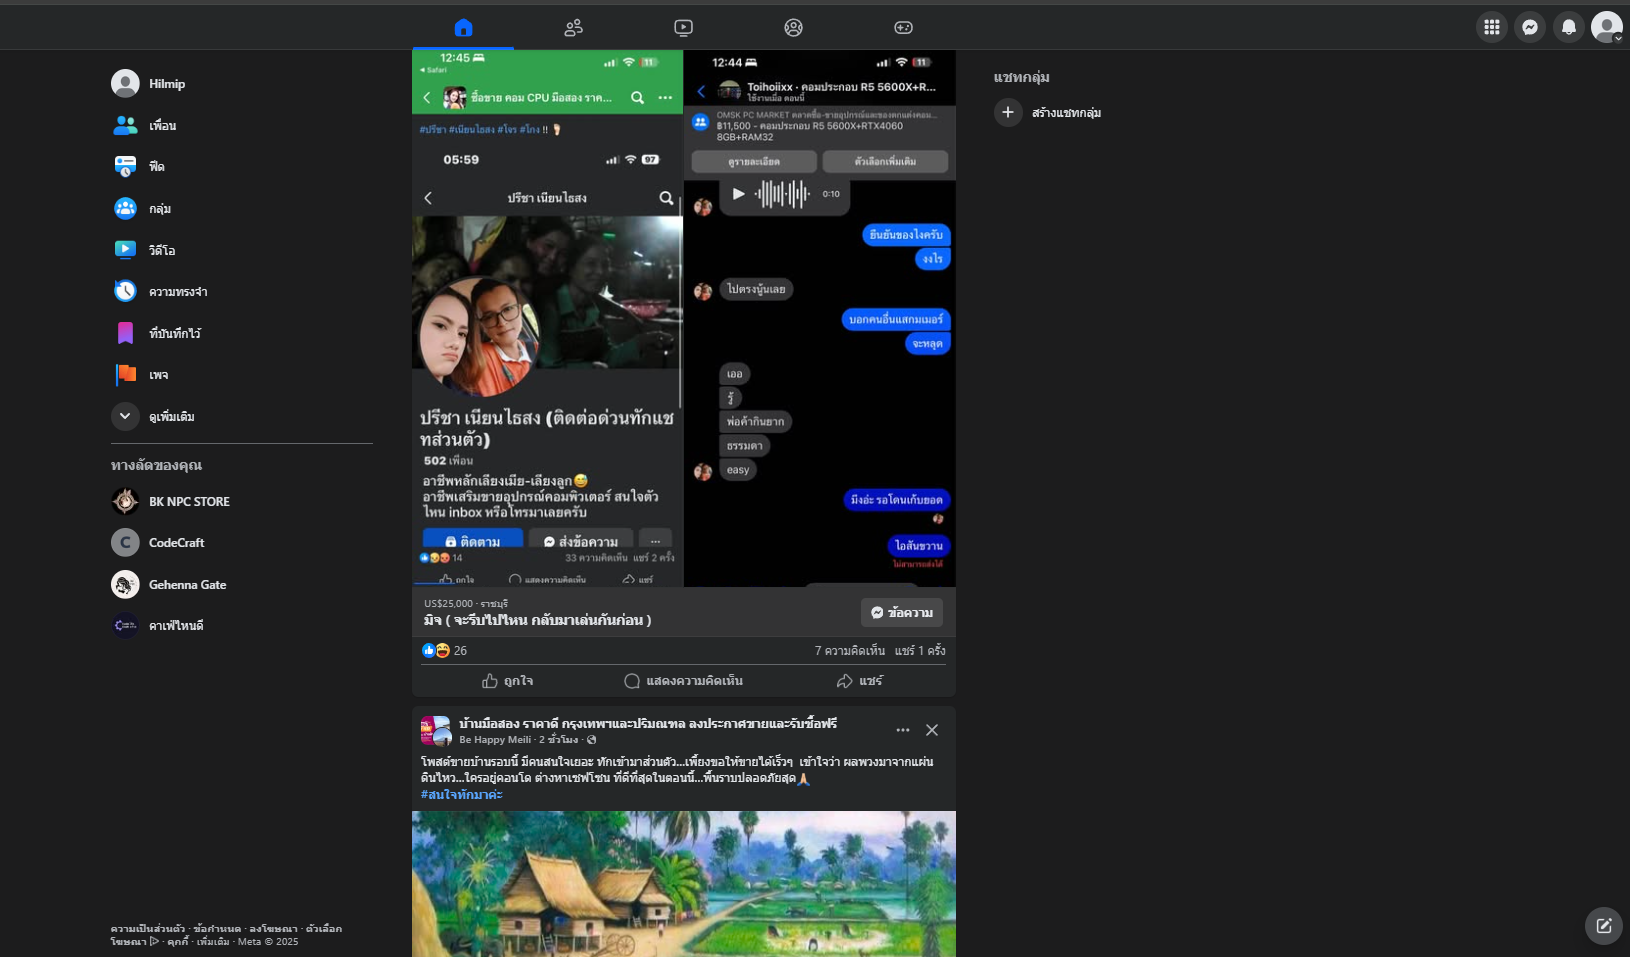 Hilmip
เพื่อน
ฟีด
กลุ่ม
วิดีโอ
ความทรงจำ
ที่บันทึกไว้
เพจ
ดูเพิ่มเติม
ทางลัดของคุณ
BK NPC STORE
C CodeCraft
Gehenna Gate
คาเฟ่ไหนดี
ความเป็นส่วนตัว · ข้อกำหนด · ลงโฆษณา · ตัวเลือก
โฆษณา · คุกกี้ · เพิ่มเติม · Meta © 2025
12:45
11
Safari
ซื้อขาย คอม CPU มือสอง ราค...
#ปรีชา #เนียนไธสง #โจร #โกง !!
05:59
97
ปรีชา เนียนไธสง
ปรีชา เนียนไธสง (ติดต่อด่วนทักแช
ทส่วนตัว)
502 เพื่อน
อาชีพหลักเลี้ยงเมีย-เลี้ยงลูก😅
อาชีพเสริมขายอุปกรณ์คอมพิวเตอร์ สนใจตัว
ไหน inbox หรือโทรมาเลยครับ
ติดตาม
ส่งข้อความ
14
33 ความคิดเห็น แชร์ 2 ครั้ง
ถูกใจ
แสดงความคิดเห็น
แชร์
12:44
11
Toihoiixx · คอมประกอบ R5 5600X+R...
ใช้งานเมื่อ ตอนนี้
OMSK PC MARKET ตลาดซื้อ-ขายอุปกรณ์และของตกแต่งคอม...
฿11,500 - คอมประกอบ R5 5600X+RTX4060
8GB+RAM32
ดูรายละเอียด
ตัวเลือกเพิ่มเติม
0:10
ยืนยันของไงครับ
งงไร
ไปตรงนู้นเลย
บอกคนอื่นแสกมเมอร์
จะหลุด
เออ
รู้
พ่อค้ากินยาก
ธรรมดา
easy
มึงอ่ะ รอโดนเก็บยอด
ไอสันขวาน
ไม่สามารถส่งได้
US$25,000 · ราชบุรี
มิจ ( จะรีบไปไหน กลับมาเล่นกันก่อน )
ข้อความ
26
7 ความคิดเห็น แชร์ 1 ครั้ง
ถูกใจ
แสดงความคิดเห็น
แชร์
บ้านมือสอง ราคาดี กรุงเทพฯและปริมณฑล ลงประกาศขายและรับซื้อฟรี
Be Happy Meili · 2 ชั่วโมง ·
โพสต์ขายบ้านรอบนี้ มีคนสนใจเยอะ ทักเข้ามาส่วนตัว...เพี้ยงขอให้ขายได้เร็วๆ เข้าใจว่า ผลพวงมาจากแผ่น
ดินไหว...ใครอยู่คอนโด ต่างหาเซฟโซน ที่ดีที่สุดในตอนนี้...พื้นราบปลอดภัยสุด🙏
#สนใจทักมาค่ะ
แชทกลุ่ม
สร้างแชทกลุ่ม